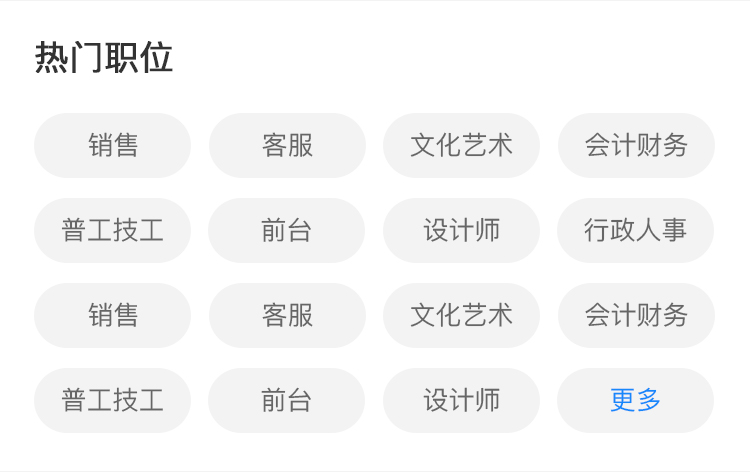 热门职位
销售 客服 文化艺术 会计财务
普工技工 前台 设计师 行政人事
销售 客服 文化艺术 会计财务
普工技工 前台 设计师 更多